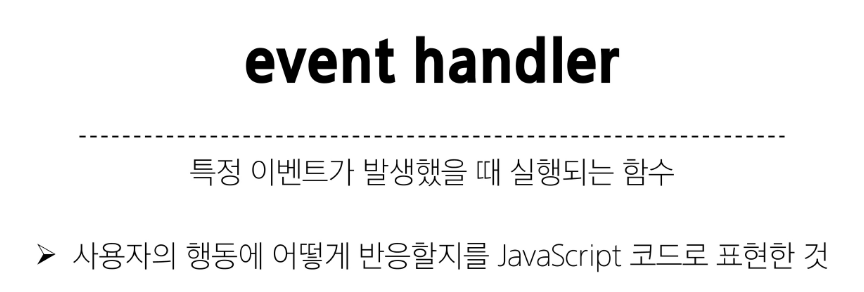 event handler
특정 이벤트가 발생했을 때 실행되는 함수
➢ 사용자의 행동에 어떻게 반응할지를 JavaScript 코드로 표현한 것